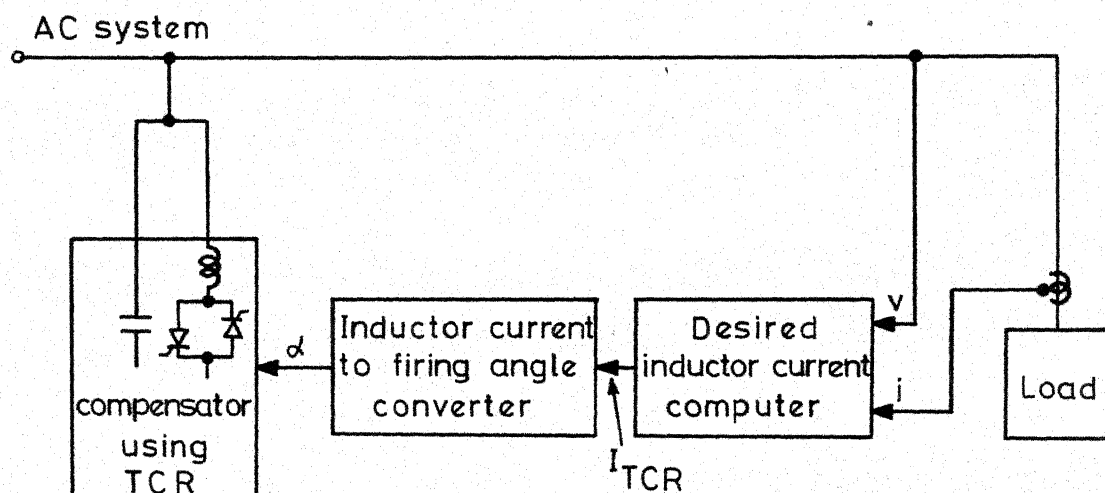 AC system
compensator
using
TCR
α
Inductor current
to firing angle
converter
I TCR
Desired
inductor current
computer
v
i
Load